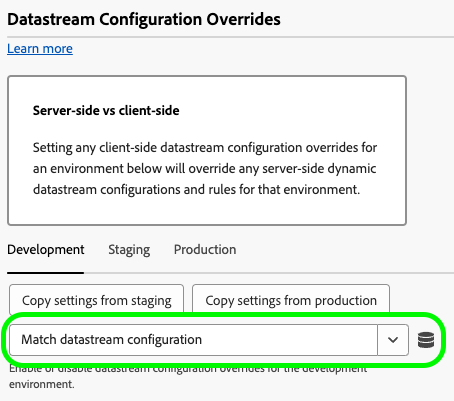 Datastream Configuration Overrides
Learn more
Server-side vs client-side
Setting any client-side datastream configuration overrides for
an environment below will override any server-side dynamic
datastream configurations and rules for that environment.
Development Staging Production
Copy settings from staging Copy settings from production
Match datastream configuration
Enable or disable datastream configuration overrides for the development
environment.